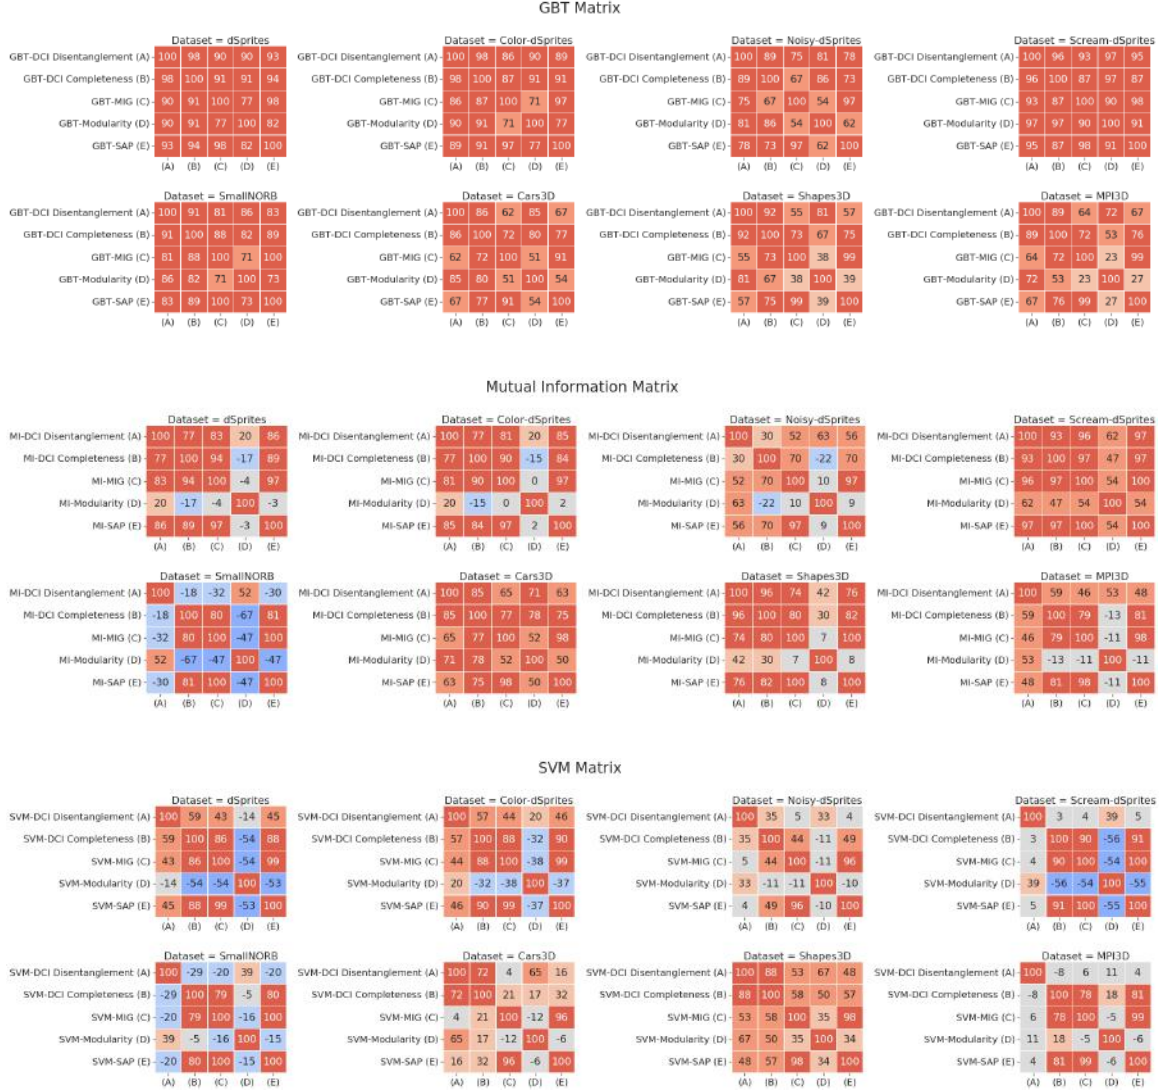 GBT Matrix
Dataset = dSprites
GBT-DCI Disentanglement (A) 100 98 90 90 93
GBT-DCI Completeness (B) 98 100 91 91 94
GBT-MIG (C) 90 91 100 77 98
GBT-Modularity (D) 90 91 77 100 82
GBT-SAP (E) 93 94 98 82 100
(A) (B) (C) (D) (E)
Dataset = Color-dSprites
GBT-DCI Disentanglement (A) 100 98 86 90 89
GBT-DCI Completeness (B) 98 100 87 91 91
GBT-MIG (C) 86 87 100 71 97
GBT-Modularity (D) 90 91 71 100 77
GBT-SAP (E) 89 91 97 77 100
(A) (B) (C) (D) (E)
Dataset = Noisy-dSprites
GBT-DCI Disentanglement (A) 100 89 75 81 78
GBT-DCI Completeness (B) 89 100 67 86 73
GBT-MIG (C) 75 67 100 54 97
GBT-Modularity (D) 81 86 54 100 62
GBT-SAP (E) 78 73 97 62 100
(A) (B) (C) (D) (E)
Dataset = Scream-dSprites
GBT-DCI Disentanglement (A) 100 96 93 97 95
GBT-DCI Completeness (B) 96 100 87 97 87
GBT-MIG (C) 93 87 100 90 98
GBT-Modularity (D) 97 97 90 100 91
GBT-SAP (E) 95 87 98 91 100
(A) (B) (C) (D) (E)
Dataset = SmallNORB
GBT-DCI Disentanglement (A) 100 91 81 86 83
GBT-DCI Completeness (B) 91 100 88 82 89
GBT-MIG (C) 81 88 100 71 100
GBT-Modularity (D) 86 82 71 100 73
GBT-SAP (E) 83 89 100 73 100
(A) (B) (C) (D) (E)
Dataset = Cars3D
GBT-DCI Disentanglement (A) 100 86 62 85 67
GBT-DCI Completeness (B) 86 100 72 80 77
GBT-MIG (C) 62 72 100 51 91
GBT-Modularity (D) 85 80 51 100 54
GBT-SAP (E) 67 77 91 54 100
(A) (B) (C) (D) (E)
Dataset = Shapes3D
GBT-DCI Disentanglement (A) 100 92 55 81 57
GBT-DCI Completeness (B) 92 100 73 67 75
GBT-MIG (C) 55 73 100 38 99
GBT-Modularity (D) 81 67 38 100 39
GBT-SAP (E) 57 75 99 39 100
(A) (B) (C) (D) (E)
Dataset = MPI3D
GBT-DCI Disentanglement (A) 100 89 64 72 67
GBT-DCI Completeness (B) 89 100 72 53 76
GBT-MIG (C) 64 72 100 23 99
GBT-Modularity (D) 72 53 23 100 27
GBT-SAP (E) 67 76 99 27 100
(A) (B) (C) (D) (E)
Mutual Information Matrix
Dataset = dSprites
MI-DCI Disentanglement (A) 100 77 83 20 86
MI-DCI Completeness (B) 77 100 94 -17 89
MI-MIG (C) 83 94 100 -4 97
MI-Modularity (D) 20 -17 -4 100 -3
MI-SAP (E) 86 89 97 -3 100
(A) (B) (C) (D) (E)
Dataset = Color-dSprites
MI-DCI Disentanglement (A) 100 77 81 20 85
MI-DCI Completeness (B) 77 100 90 -15 84
MI-MIG (C) 81 90 100 0 97
MI-Modularity (D) 20 -15 0 100 2
MI-SAP (E) 85 84 97 2 100
(A) (B) (C) (D) (E)
Dataset = Noisy-dSprites
MI-DCI Disentanglement (A) 100 30 52 63 56
MI-DCI Completeness (B) 30 100 70 -22 70
MI-MIG (C) 52 70 100 10 97
MI-Modularity (D) 63 -22 10 100 9
MI-SAP (E) 56 70 97 9 100
(A) (B) (C) (D) (E)
Dataset = Scream-dSprites
MI-DCI Disentanglement (A) 100 93 96 62 97
MI-DCI Completeness (B) 93 100 97 47 97
MI-MIG (C) 96 97 100 54 100
MI-Modularity (D) 62 47 54 100 54
MI-SAP (E) 97 97 100 54 100
(A) (B) (C) (D) (E)
Dataset = SmallNORB
MI-DCI Disentanglement (A) 100 -18 -32 52 -30
MI-DCI Completeness (B) -18 100 80 -67 81
MI-MIG (C) -32 80 100 -47 100
MI-Modularity (D) 52 -67 -47 100 -47
MI-SAP (E) -30 81 100 -47 100
(A) (B) (C) (D) (E)
Dataset = Cars3D
MI-DCI Disentanglement (A) 100 85 65 71 63
MI-DCI Completeness (B) 85 100 77 78 75
MI-MIG (C) 65 77 100 52 98
MI-Modularity (D) 71 78 52 100 50
MI-SAP (E) 63 75 98 50 100
(A) (B) (C) (D) (E)
Dataset = Shapes3D
MI-DCI Disentanglement (A) 100 96 74 42 76
MI-DCI Completeness (B) 96 100 80 30 82
MI-MIG (C) 74 80 100 7 100
MI-Modularity (D) 42 30 7 100 8
MI-SAP (E) 76 82 100 8 100
(A) (B) (C) (D) (E)
Dataset = MPI3D
MI-DCI Disentanglement (A) 100 59 46 53 48
MI-DCI Completeness (B) 59 100 79 -13 81
MI-MIG (C) 46 79 100 -11 98
MI-Modularity (D) 53 -13 -11 100 -11
MI-SAP (E) 48 81 98 -11 100
(A) (B) (C) (D) (E)
SVM Matrix
Dataset = dSprites
SVM-DCI Disentanglement (A) 100 59 43 -14 45
SVM-DCI Completeness (B) 59 100 86 -54 88
SVM-MIG (C) 43 86 100 -54 99
SVM-Modularity (D) -14 -54 -54 100 -53
SVM-SAP (E) 45 88 99 -53 100
(A) (B) (C) (D) (E)
Dataset = Color-dSprites
SVM-DCI Disentanglement (A) 100 57 44 20 46
SVM-DCI Completeness (B) 57 100 88 -32 90
SVM-MIG (C) 44 88 100 -38 99
SVM-Modularity (D) 20 -32 -38 100 -37
SVM-SAP (E) 46 90 99 -37 100
(A) (B) (C) (D) (E)
Dataset = Noisy-dSprites
SVM-DCI Disentanglement (A) 100 35 5 33 4
SVM-DCI Completeness (B) 35 100 44 -11 49
SVM-MIG (C) 5 44 100 -11 96
SVM-Modularity (D) 33 -11 -11 100 -10
SVM-SAP (E) 4 49 96 -10 100
(A) (B) (C) (D) (E)
Dataset = Scream-dSprites
SVM-DCI Disentanglement (A) 100 3 4 39 5
SVM-DCI Completeness (B) 3 100 90 -56 91
SVM-MIG (C) 4 90 100 -54 100
SVM-Modularity (D) 39 -56 -54 100 -55
SVM-SAP (E) 5 91 100 -55 100
(A) (B) (C) (D) (E)
Dataset = SmallNORB
SVM-DCI Disentanglement (A) 100 -29 -20 39 -20
SVM-DCI Completeness (B) -29 100 79 -5 80
SVM-MIG (C) -20 79 100 -16 100
SVM-Modularity (D) 39 -5 -16 100 -15
SVM-SAP (E) -20 80 100 -15 100
(A) (B) (C) (D) (E)
Dataset = Cars3D
SVM-DCI Disentanglement (A) 100 72 4 65 16
SVM-DCI Completeness (B) 72 100 21 17 32
SVM-MIG (C) 4 21 100 -12 96
SVM-Modularity (D) 65 17 -12 100 -6
SVM-SAP (E) 16 32 96 -6 100
(A) (B) (C) (D) (E)
Dataset = Shapes3D
SVM-DCI Disentanglement (A) 100 88 53 67 48
SVM-DCI Completeness (B) 88 100 58 50 57
SVM-MIG (C) 53 58 100 35 98
SVM-Modularity (D) 67 50 35 100 34
SVM-SAP (E) 48 57 98 34 100
(A) (B) (C) (D) (E)
Dataset = MPI3D
SVM-DCI Disentanglement (A) 100 -8 6 11 4
SVM-DCI Completeness (B) -8 100 78 18 81
SVM-MIG (C) 6 78 100 -5 99
SVM-Modularity (D) 11 18 -5 100 -6
SVM-SAP (E) 4 81 99 -6 100
(A) (B) (C) (D) (E)